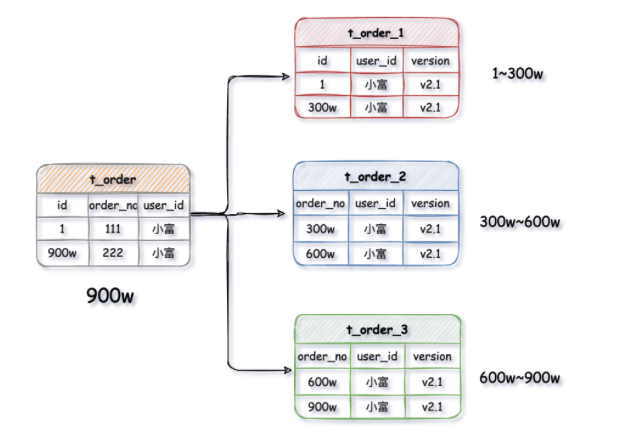 t_order
id order_no user_id
1 111 小富
900w 222 小富
900w
t_order_1
id user_id version
1 小富 v2.1
300w 小富 v2.1
1~300w
t_order_2
order_no user_id version
300w 小富 v2.1
600w 小富 v2.1
300w~600w
t_order_3
order_no user_id version
600w 小富 v2.1
900w 小富 v2.1
600w~900w